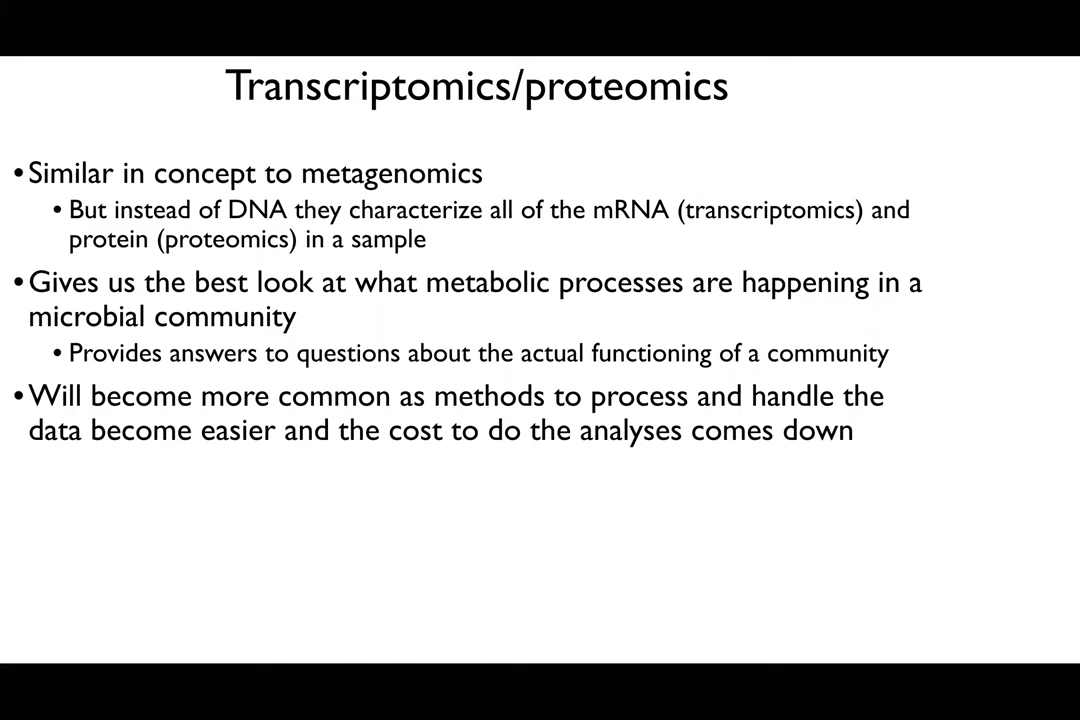 Transcriptomics/proteomics
•Similar in concept to metagenomics
• But instead of DNA they characterize all of the mRNA (transcriptomics) and
protein (proteomics) in a sample
•Gives us the best look at what metabolic processes are happening in a
microbial community
• Provides answers to questions about the actual functioning of a community
•Will become more common as methods to process and handle the
data become easier and the cost to do the analyses comes down